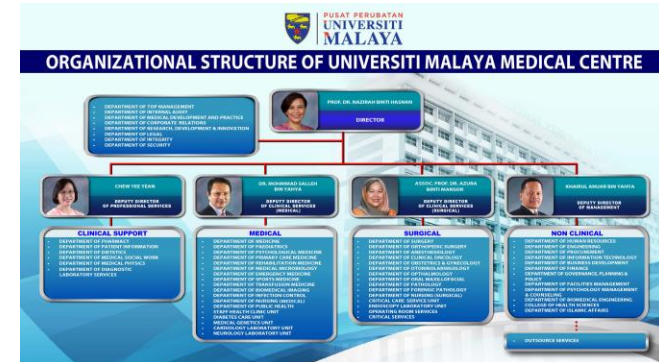 PUSAT PERUBATAN
UNIVERSITI
MALAYA
ORGANIZATIONAL STRUCTURE OF UNIVERSITI MALAYA MEDICAL CENTRE
PROF. DR. NAZIRAH BINTI HASNAN
DIRECTOR
DEPARTMENT OF TOP MANAGEMENT
DEPARTMENT OF INTERNAL AUDIT
DEPARTMENT OF MEDICAL DEVELOPMENT AND PRACTICE
DEPARTMENT OF CORPORATE RELATIONS
DEPARTMENT OF RESEARCH, DEVELOPMENT & INNOVATION
DEPARTMENT OF LEGAL
DEPARTMENT OF INTEGRITY
DEPARTMENT OF SECURITY
CHEW YEE YEAN
DEPUTY DIRECTOR
OF PROFESSIONAL SERVICES
CLINICAL SUPPORT
DEPARTMENT OF PHARMACY
DEPARTMENT OF PATIENT INFORMATION
DEPARTMENT OF DIETETICS
DEPARTMENT OF MEDICAL SOCIAL WORK
DEPARTMENT OF MEDICAL PHYSICS
DEPARTMENT OF DIAGNOSTIC
LABORATORY SERVICES
DR. MOHMMAD SALLEH
BIN YAHYA
DEPUTY DIRECTOR
OF CLINICAL SERVICES
(MEDICAL)
MEDICAL
DEPARTMENT OF MEDICINE
DEPARTMENT OF PAEDIATRICS
DEPARTMENT OF PSYCHOLOGICAL MEDICINE
DEPARTMENT OF PRIMARY CARE MEDICINE
DEPARTMENT OF REHABILITATION MEDICINE
DEPARTMENT OF MEDICAL MICROBIOLOGY
DEPARTMENT OF EMERGENCY MEDICINE
DEPARTMENT OF SPORTS MEDICINE
DEPARTMENT OF TRANSFUSION MEDICINE
DEPARTMENT OF BIOMEDICAL IMAGING
DEPARTMENT OF INFECTION CONTROL
DEPARTMENT OF NURSING (MEDICAL)
DEPARTMENT OF PUBLIC HEALTH
STAFF HEALTH CLINIC UNIT
DIABETES CARE UNIT
MEDICAL GENETICS UNIT
CARDIOLOGY LABORATORY UNIT
NEUROLOGY LABORATORY UNIT
ASSOC. PROF. DR. AZURA
BINTI MANSOR
DEPUTY DIRECTOR
OF CLINICAL SERVICES
(SURGICAL)
SURGICAL
DEPARTMENT OF SURGERY
DEPARTMENT OF ORTHOPEDIC SURGERY
DEPARTMENT OF ANESTHESIOLOGY
DEPARTMENT OF CLINICAL ONCOLOGY
DEPARTMENT OF OBSTETRICS & GYNECOLOGY
DEPARTMENT OF OTORHINOLARYNGOLOGY
DEPARTMENT OF OPTHALMOLOGY
DEPARTMENT OF ORAL MAXILLOFACIAL
DEPARTMENT OF PATHOLOGY
DEPARTMENT OF FORENSIC PATHOLOGY
DEPARTMENT OF NURSING (SURGICAL)
CRITICAL CARE SERVICE UNIT
ENDOSCOPY LABORATORY UNIT
OPERATING ROOM SERVICES
CRITICAL SERVICES
KHAIRUL ANUAR BIN YAHYA
DEPUTY DIRECTOR
OF MANAGEMENT
NON CLINICAL
DEPARTMENT OF HUMAN RESOURCES
DEPARTMENT OF ENGINEERING
DEPARTMENT OF PROCUREMENT
DEPARTMENT OF INFORMATION TECHNOLOGY
DEPARTMENT OF BUSINESS DEVELOPMENT
DEPARTMENT OF FINANCE
DEPARTMENT OF GOVERNANCE, PLANNING &
POLICY
DEPARTMENT OF FACILITIES MANAGEMENT
DEPARTMENT OF PSYCHOLOGY MANAGEMENT
& COUNSELING
DEPARTMENT OF BIOMEDICAL ENGINEERING
COLLEGE OF HEALTH SCIENCES
DEPARTMENT OF ISLAMIC AFFAIRS
OUTSOURCE SERVICES